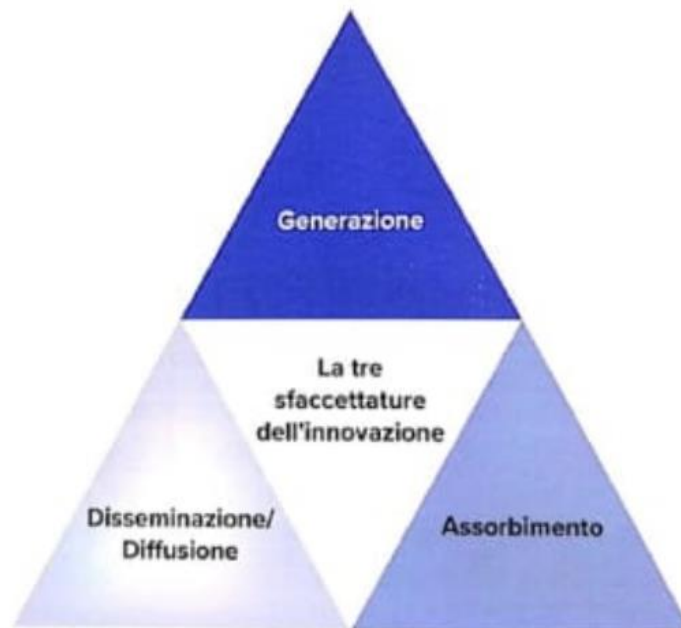 Generazione
La tre
sfaccettature
dell'innovazione
Disseminazione/
Diffusione
Assorbimento